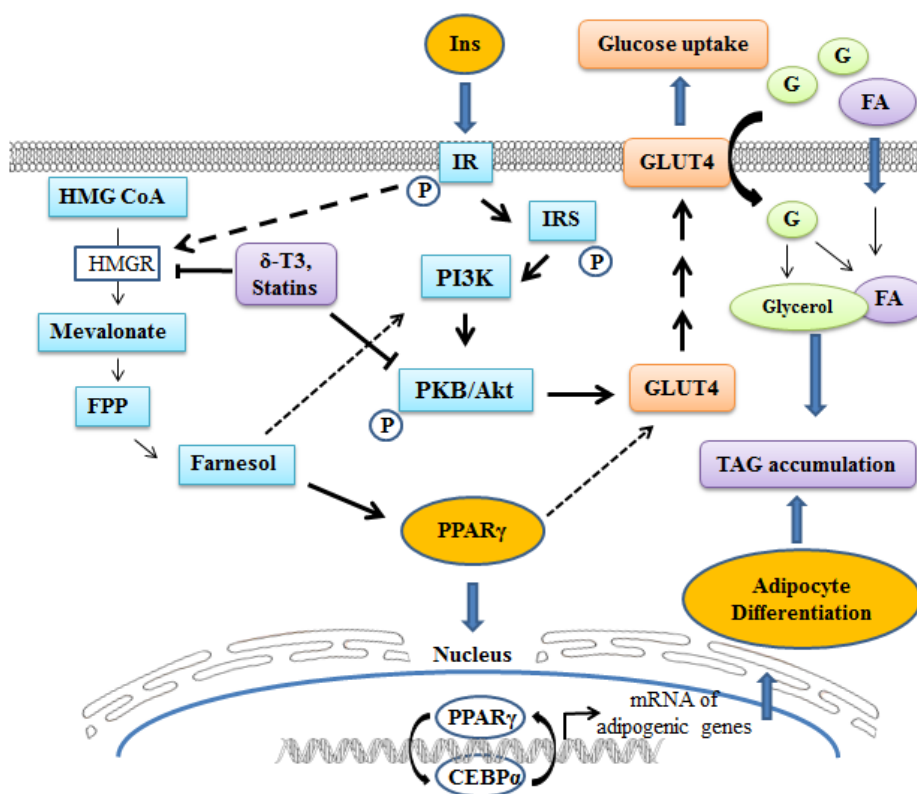 Ins
Glucose uptake
G
G
FA
IR
GLUT4
P
HMG CoA
IRS
G
P
HMGR
δ-T3,
Statins
PI3K
Glycerol
FA
Mevalonate
PKB/Akt
GLUT4
FPP
P
Farnesol
TAG accumulation
PPARγ
Adipocyte
Differentiation
Nucleus
PPARγ
mRNA of
adipogenic genes
CEBPα